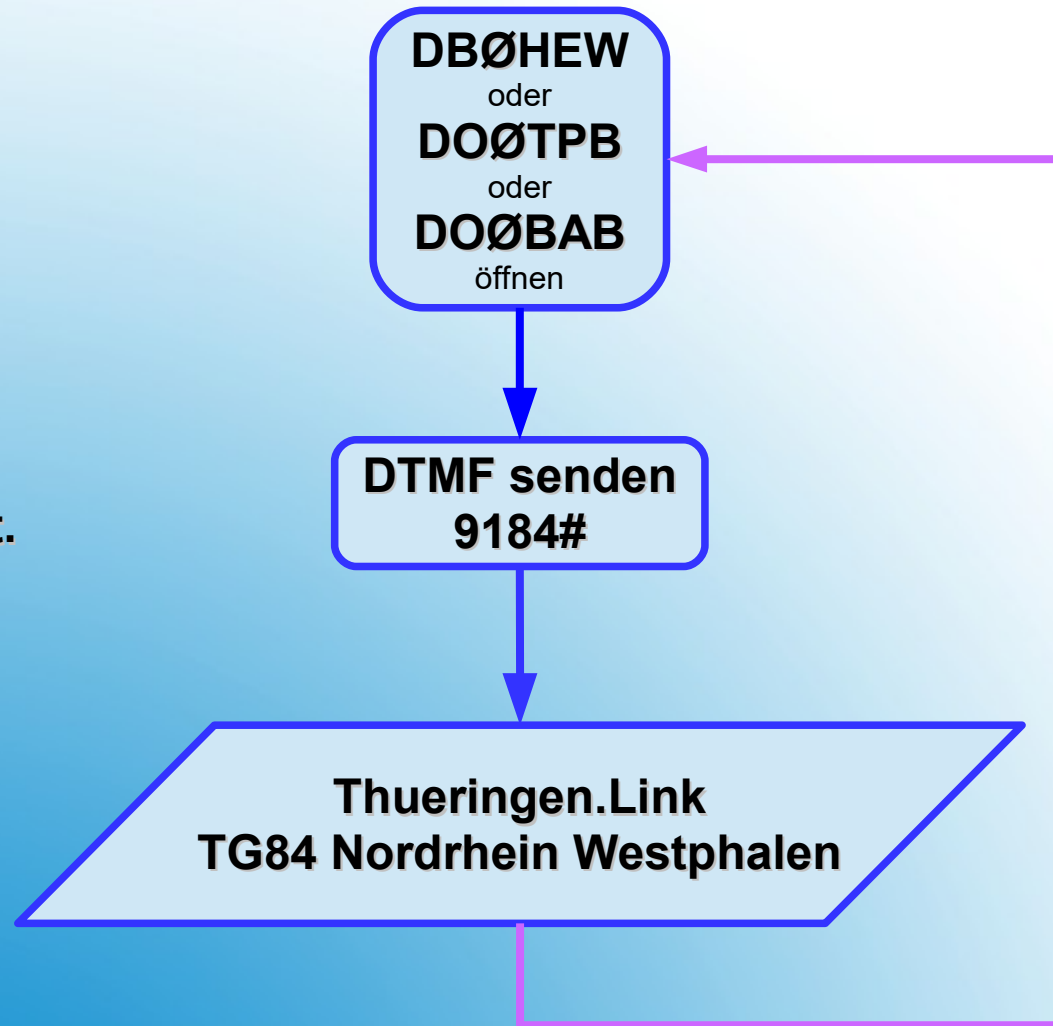 DBØHEW
oder
DOØTPB
oder
DOØBAB
öffnen
DTMF senden
9184#
Thueringen.Link
TG84 Nordrhein Westphalen